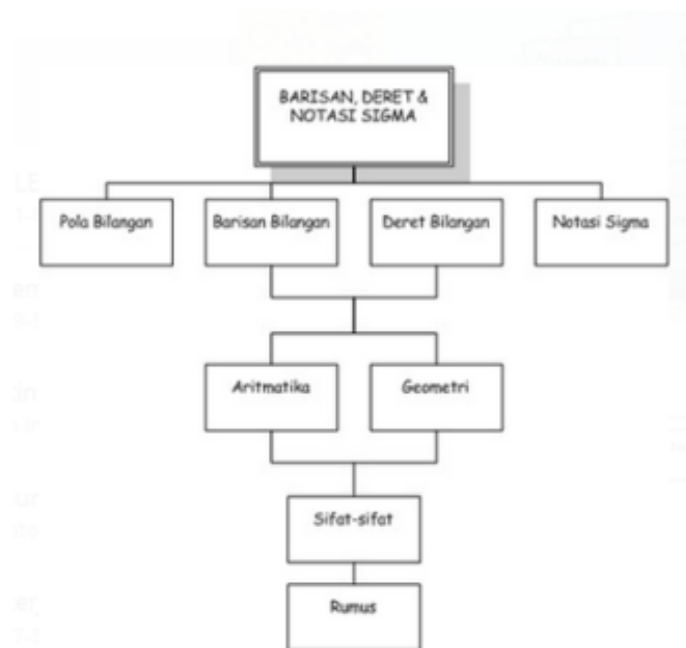 BARISAN, DERET &
NOTASI SIGMA
Pola Bilangan
Barisan Bilangan
Deret Bilangan
Notasi Sigma
Aritmatika
Geometri
Sifat-sifat
Rumus